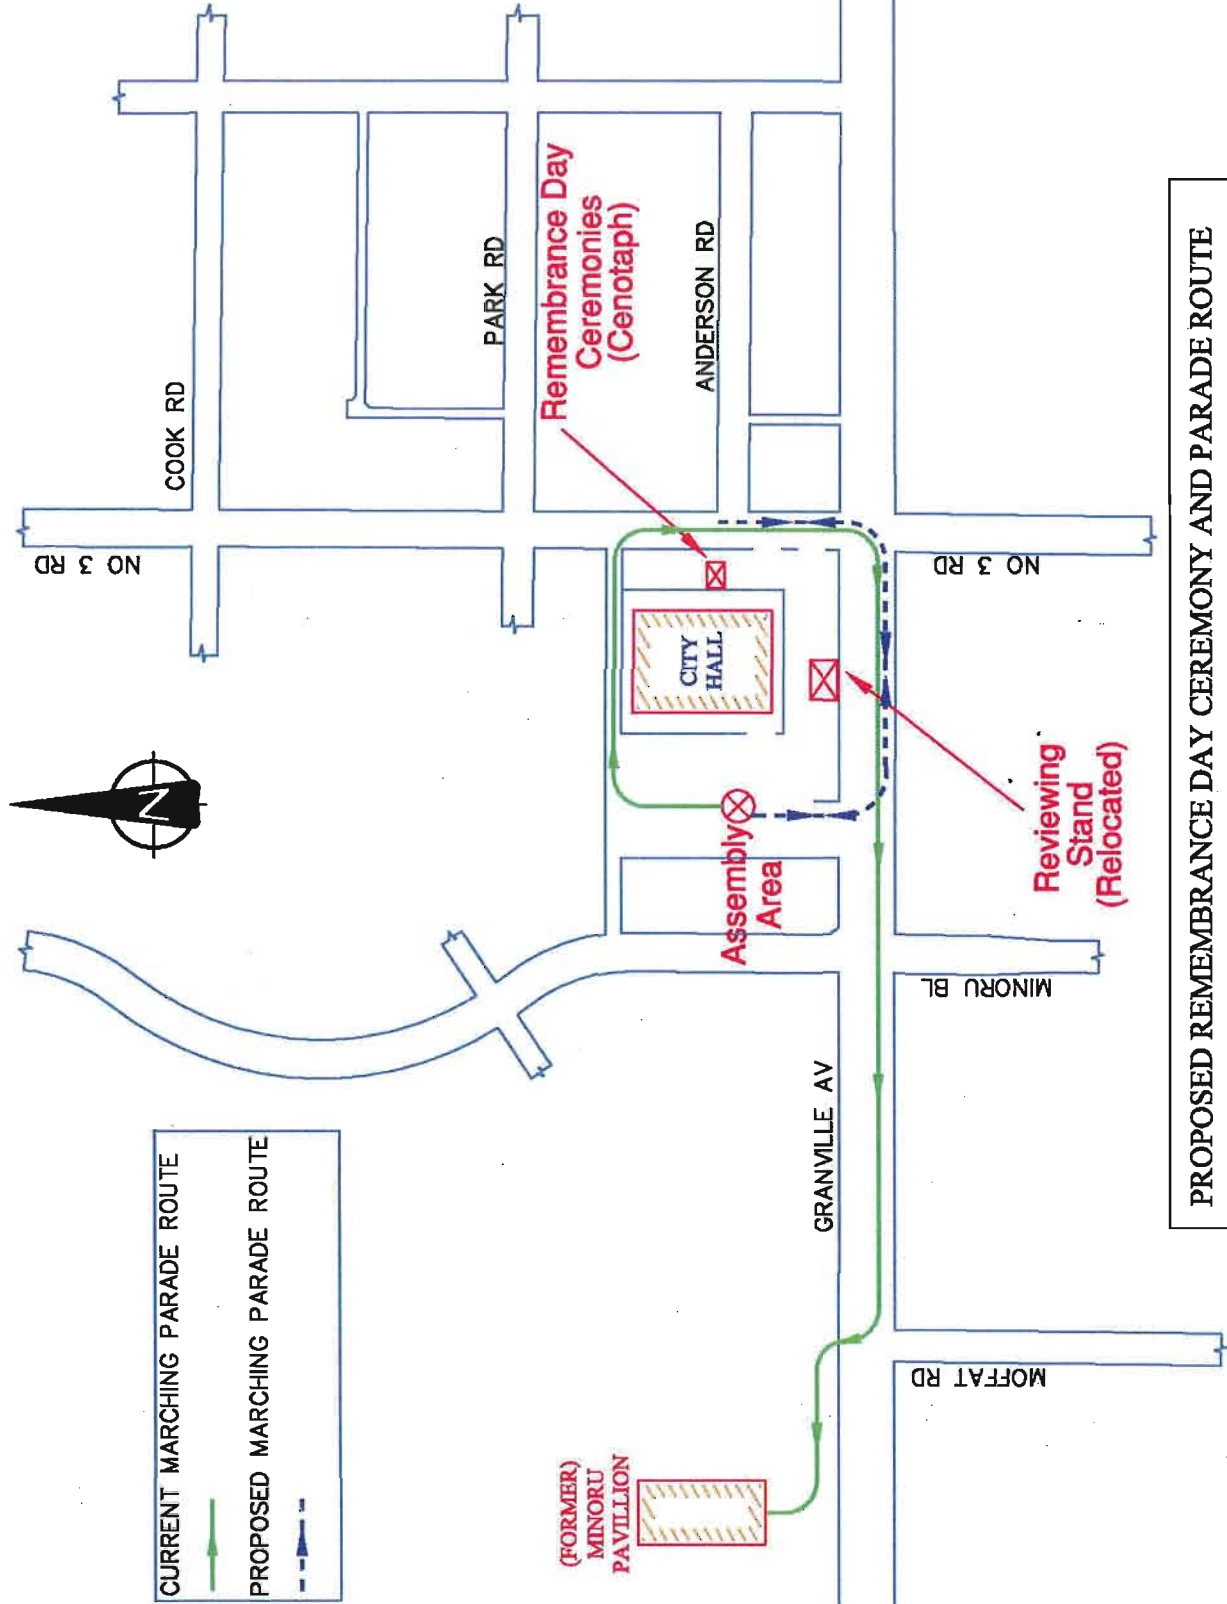 CURRENT MARCHING PARADE ROUTE
PROPOSED MARCHING PARADE ROUTE
N
NO 3 RD
COOK RD
PARK RD
Remembrance Day
Ceremonies
(Cenotaph)
ANDERSON RD
CITY
HALL
Assembly
Area
Reviewing
Stand
(Relocated)
NO 3 RD
MINORU BL
GRANVILLE AV
MOFFAT RD
(FORMER)
MINORU
PAVILLION
PROPOSED REMEMBRANCE DAY CEREMONY AND PARADE ROUTE